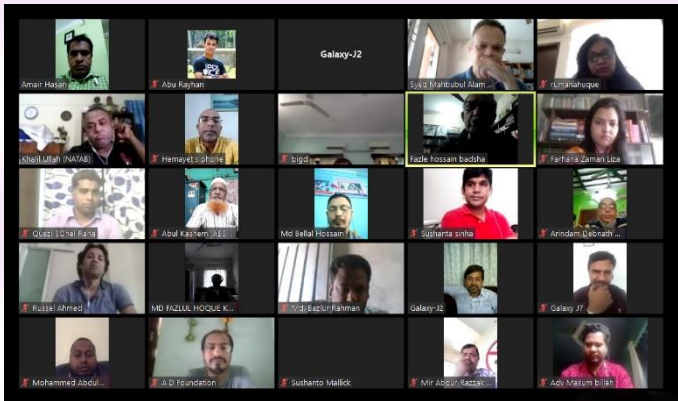 Galaxy-J2
Amair Hasan
Abu Rayhan
Syed Mahbubul Alam ...
rumanahuque
Khalil Ullah (NATAB)
Hemayet's phone
bigd
Fazle hossain badsha
Farhana Zaman Liza
Quazi Sohel Rana
Abul Kashem (ABS)
Md Bellal Hossain
Sushanta sinha
Arindam Debnath ...
Russel Ahmed
MD FAZLUL HOQUE K...
Md. Bazlur Rahman
Galaxy-J2
Galaxy J7
Mohammed Abdul...
A D Foundation
Sushanto Mallick
Mir Abdur Razzak...
Adv Masum billah